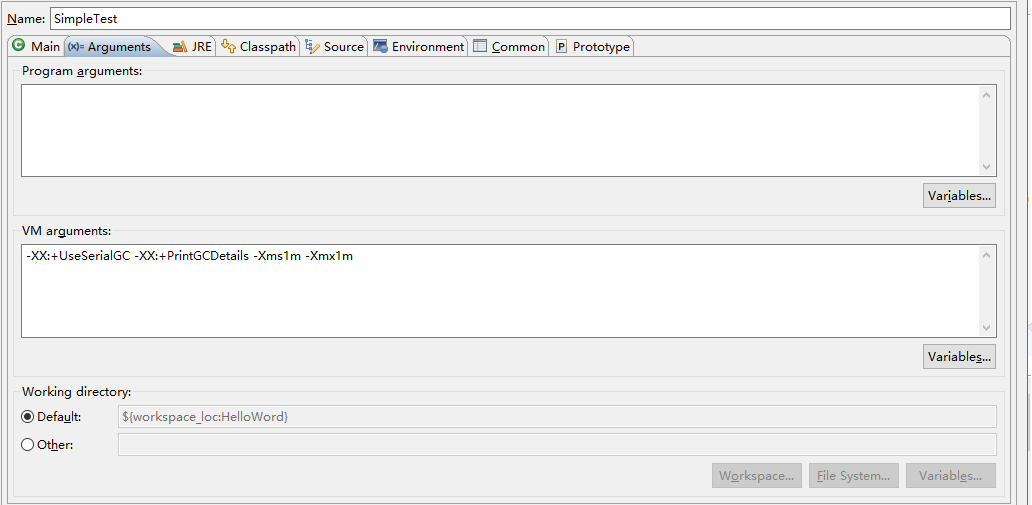 Name: SimpleTest
Main (x)= Arguments JRE Classpath Source Environment Common Prototype
Program arguments:
Variables...
VM arguments:
-XX:+UseSerialGC -XX:+PrintGCDetails -Xms1m -Xmx1m
Variables...
Working directory:
Default: ${workspace_loc:HelloWord}
Other:
Workspace... File System... Variables...